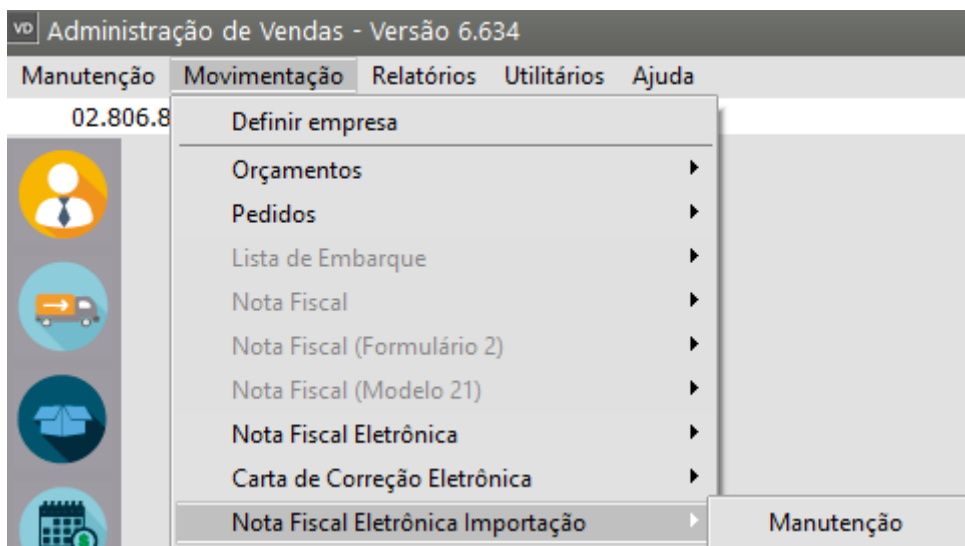 VD Administração de Vendas - Versão 6.634
Manutenção Movimentação Relatórios Utilitários Ajuda
02.806.8
Definir empresa
Orçamentos
Pedidos
Lista de Embarque
Nota Fiscal
Nota Fiscal (Formulário 2)
Nota Fiscal (Modelo 21)
Nota Fiscal Eletrônica
Carta de Correção Eletrônica
Nota Fiscal Eletrônica Importação Manutenção